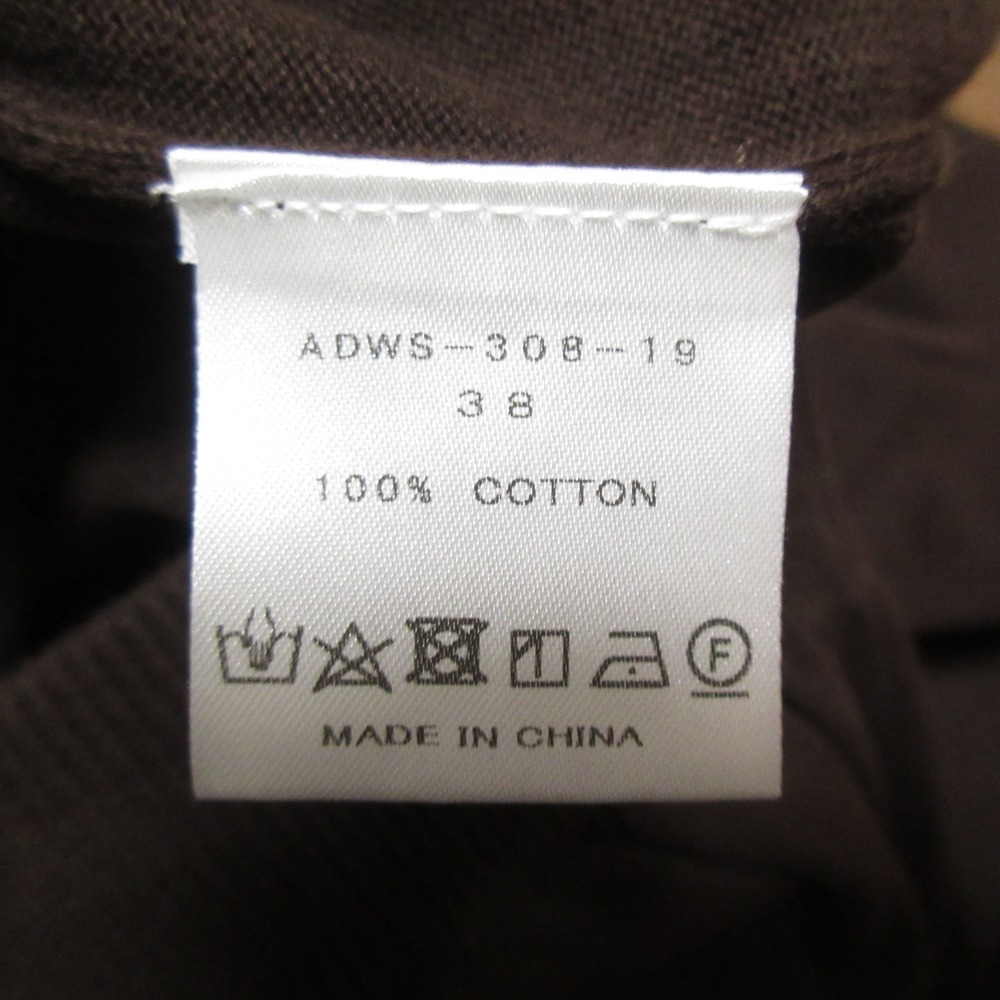 ADWS-308-19
38
100% COTTON
F
MADE IN CHINA